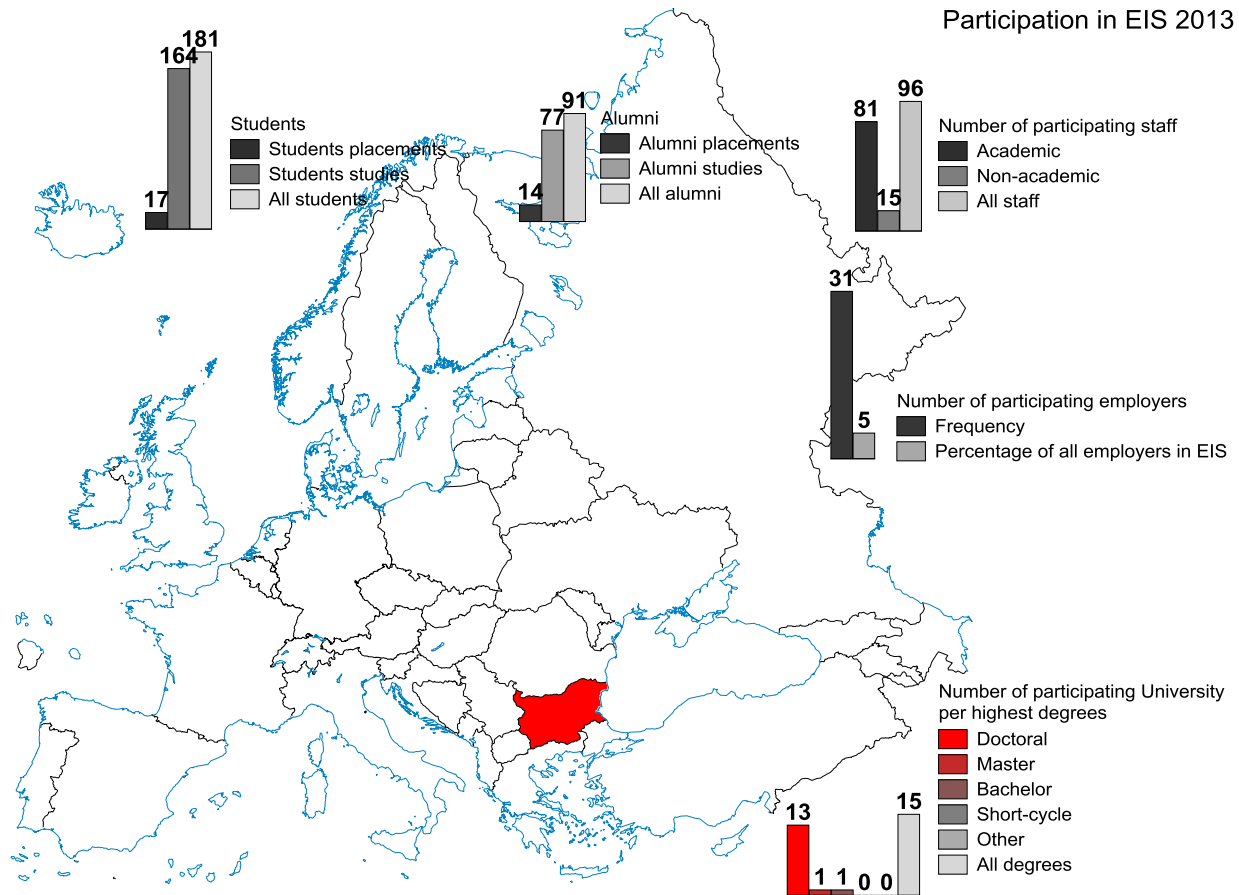 Participation in EIS 2013
181
164
17
Students
Students placements
Students studies
All students
91
77
14
Alumni
Alumni placements
Alumni studies
All alumni
96
81
15
Number of participating staff
Academic
Non-academic
All staff
31
5
Number of participating employers
Frequency
Percentage of all employers in EIS
Number of participating University
per highest degrees
Doctoral
Master
Bachelor
Short-cycle
Other
All degrees
13
1 1 0 0
15